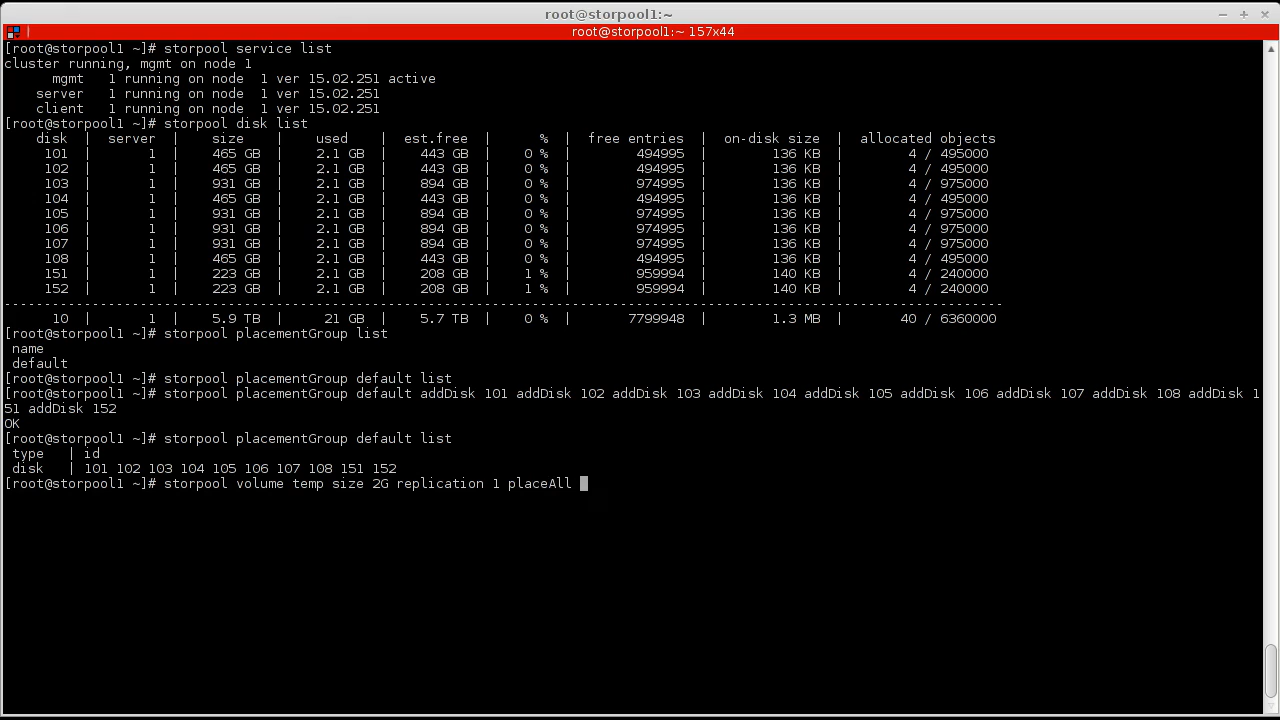 root@storpool1:~
root@storpool1:~ 157x44
[root@storpool1 ~]# storpool service list
cluster running, mgmt on node 1
mgmt 1 running on node 1 ver 15.02.251 active
server 1 running on node 1 ver 15.02.251
client 1 running on node 1 ver 15.02.251
[root@storpool1 ~]# storpool disk list
disk | server | size | used | est.free | % | free entries | on-disk size | allocated objects
101 | 1 | 465 GB | 2.1 GB | 443 GB | 0 % | 494995 | 136 KB | 4 / 495000
102 | 1 | 465 GB | 2.1 GB | 443 GB | 0 % | 494995 | 136 KB | 4 / 495000
103 | 1 | 931 GB | 2.1 GB | 894 GB | 0 % | 974995 | 136 KB | 4 / 975000
104 | 1 | 465 GB | 2.1 GB | 443 GB | 0 % | 494995 | 136 KB | 4 / 495000
105 | 1 | 931 GB | 2.1 GB | 894 GB | 0 % | 974995 | 136 KB | 4 / 975000
106 | 1 | 931 GB | 2.1 GB | 894 GB | 0 % | 974995 | 136 KB | 4 / 975000
107 | 1 | 931 GB | 2.1 GB | 894 GB | 0 % | 974995 | 136 KB | 4 / 975000
108 | 1 | 465 GB | 2.1 GB | 443 GB | 0 % | 494995 | 136 KB | 4 / 495000
151 | 1 | 223 GB | 2.1 GB | 208 GB | 1 % | 959994 | 140 KB | 4 / 240000
152 | 1 | 223 GB | 2.1 GB | 208 GB | 1 % | 959994 | 140 KB | 4 / 240000
-----------------------------------------------------------------------------------------------------------------------------
10 | 1 | 5.9 TB | 21 GB | 5.7 TB | 0 % | 7799948 | 1.3 MB | 40 / 6360000
[root@storpool1 ~]# storpool placementGroup list
name
default
[root@storpool1 ~]# storpool placementGroup default list
[root@storpool1 ~]# storpool placementGroup default addDisk 101 addDisk 102 addDisk 103 addDisk 104 addDisk 105 addDisk 106 addDisk 107 addDisk 108 addDisk 1
51 addDisk 152
OK
[root@storpool1 ~]# storpool placementGroup default list
type | id
disk | 101 102 103 104 105 106 107 108 151 152
[root@storpool1 ~]# storpool volume temp size 2G replication 1 placeAll